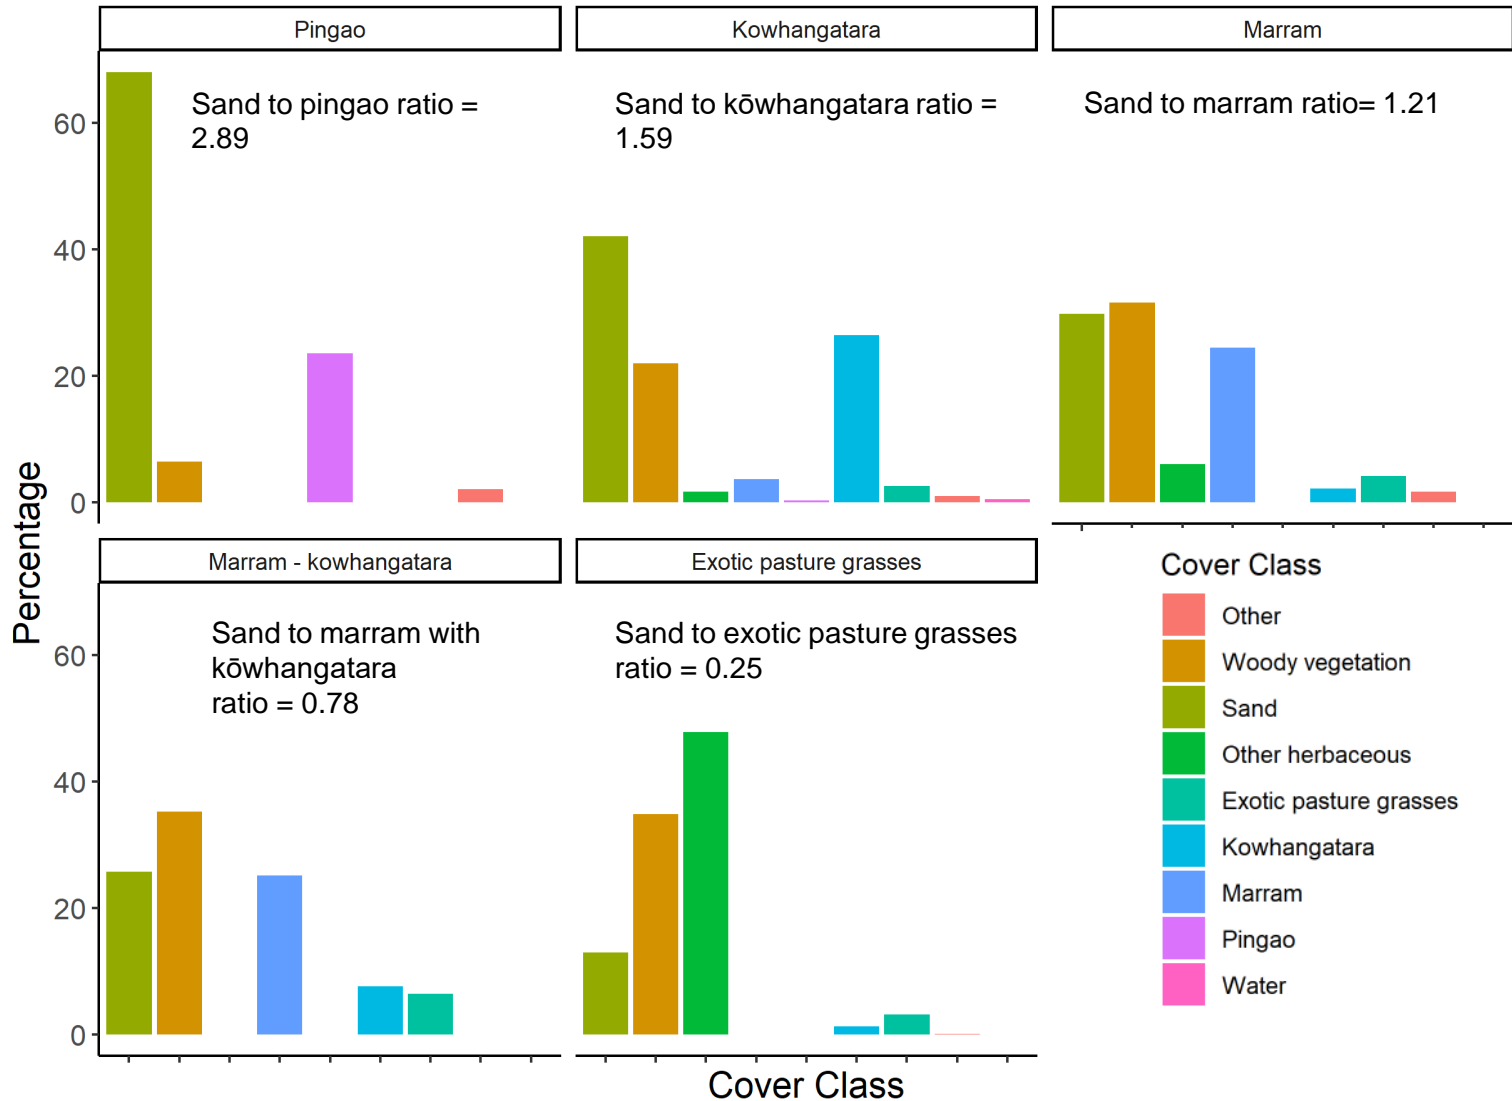 Pingao
Kowhangatara
Marram
Sand to pingao ratio =
2.89
Sand to kōwhangatara ratio =
1.59
Sand to marram ratio= 1.21
60
40
20
0
Percentage
Marram - kowhangatara
Exotic pasture grasses
Sand to marram with
kōwhangatara
ratio = 0.78
Sand to exotic pasture grasses
ratio = 0.25
60
40
20
0
Cover Class
Cover Class
Other
Woody vegetation
Sand
Other herbaceous
Exotic pasture grasses
Kowhangatara
Marram
Pingao
Water